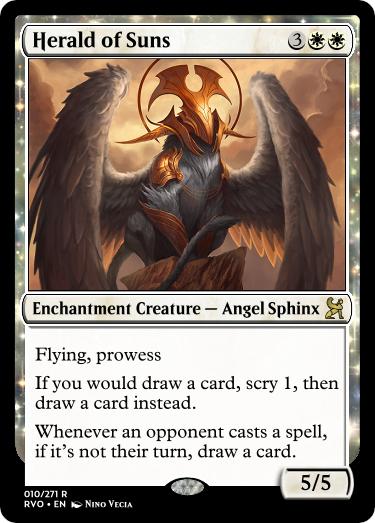 Herald of Suns 3
Enchantment Creature — Angel Sphinx
Flying, prowess
If you would draw a card, scry 1, then
draw a card instead.
Whenever an opponent casts a spell,
if it's not their turn, draw a card.
5/5
010/271 R
RVO • EN Nino Vecia